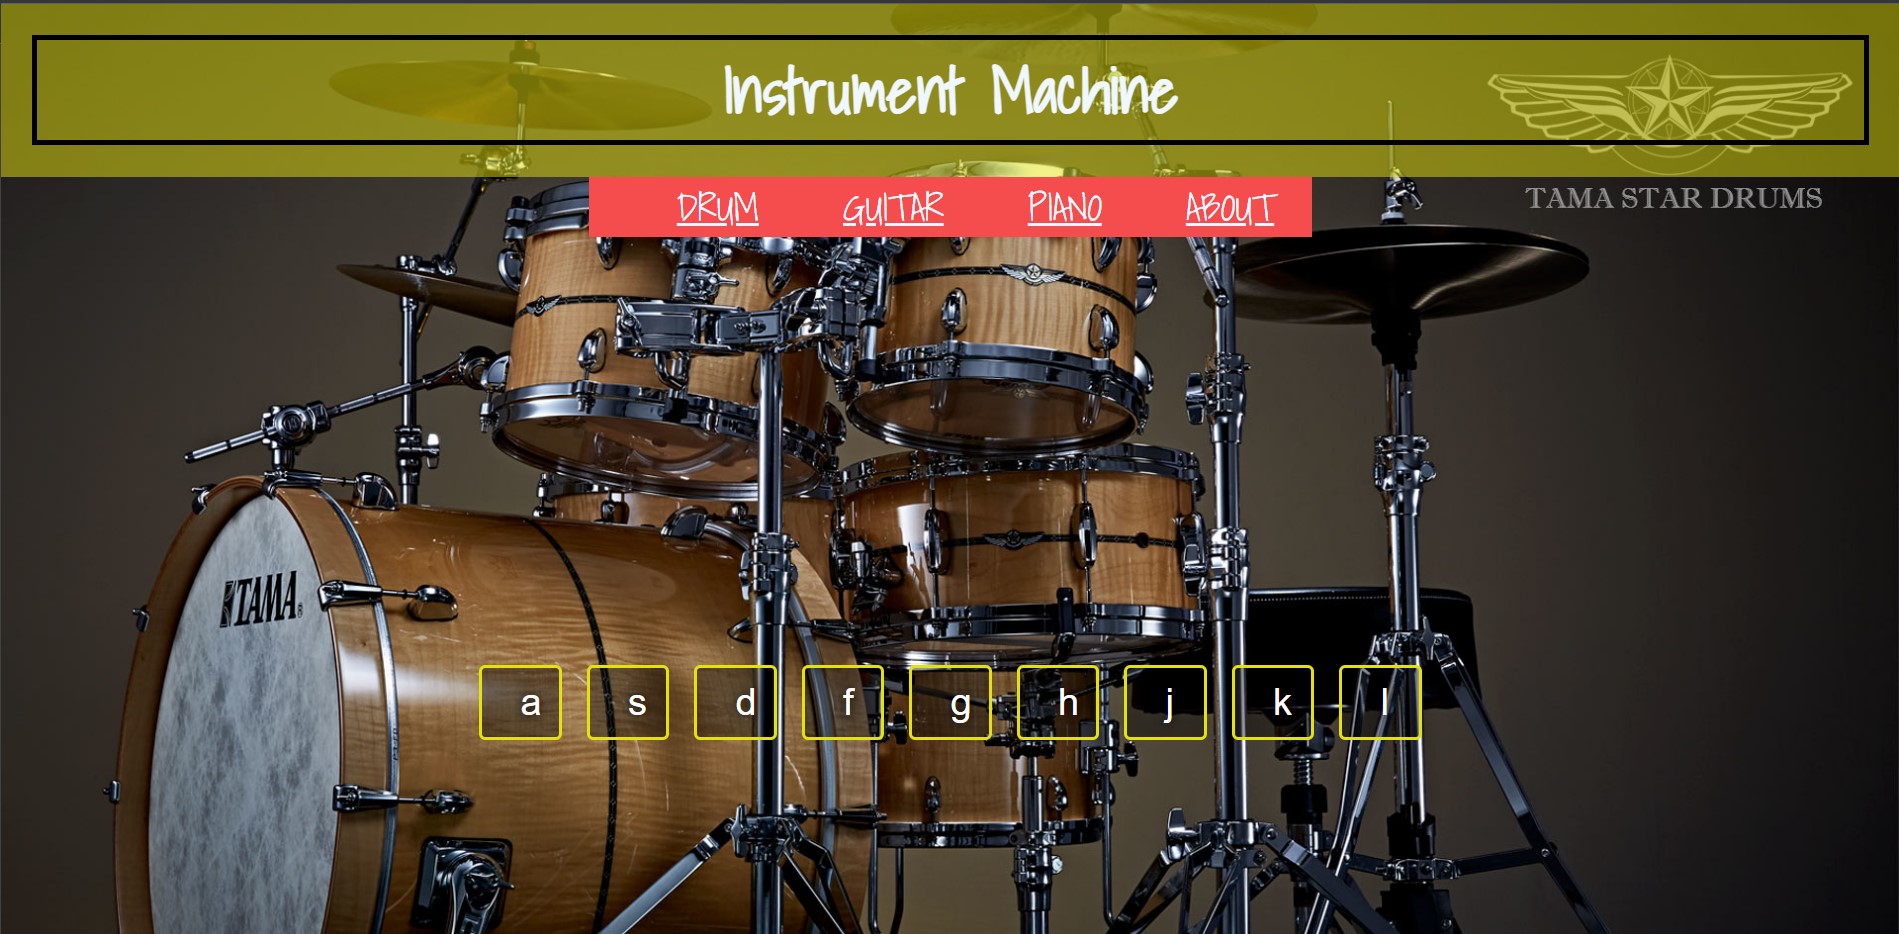 Instrument Machine
DRUM GUITAR PIANO ABOUT
TAMA STAR DRUMS
TAMA
a s d f g h j k l